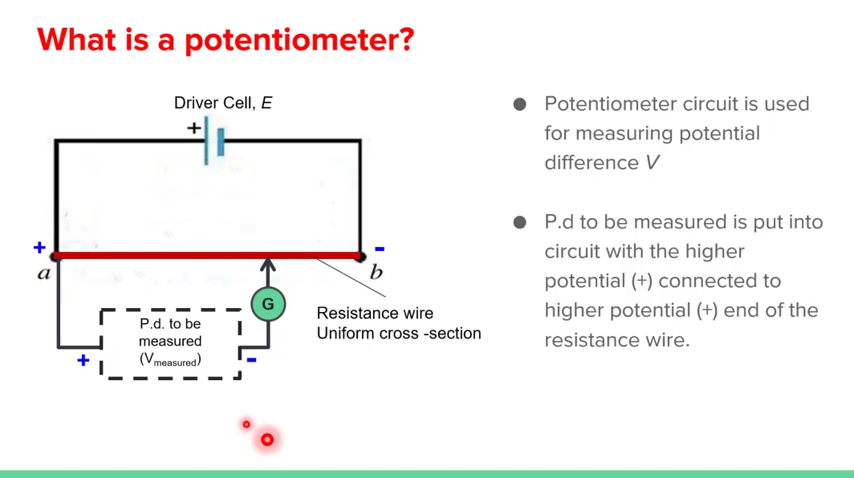 What is a potentiometer?
Driver Cell, E
+
+
-
a
b
G
Resistance wire
Uniform cross -section
P.d. to be
measured
(Vmeasured)
+
-
● Potentiometer circuit is used
for measuring potential
difference V
● P.d to be measured is put into
circuit with the higher
potential (+) connected to
higher potential (+) end of the
resistance wire.